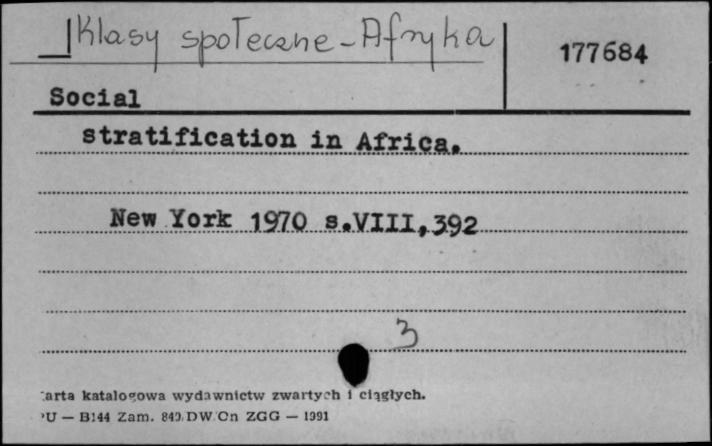 Klasy społeczne - Afryka
177684
Social
stratification in Africa.
New York 1970 s.VIII,392
3
arta katalogowa wydawnictw zwartych i ciągłych.
U — B144 Zam. 840. DW Cn ZGG — 1991